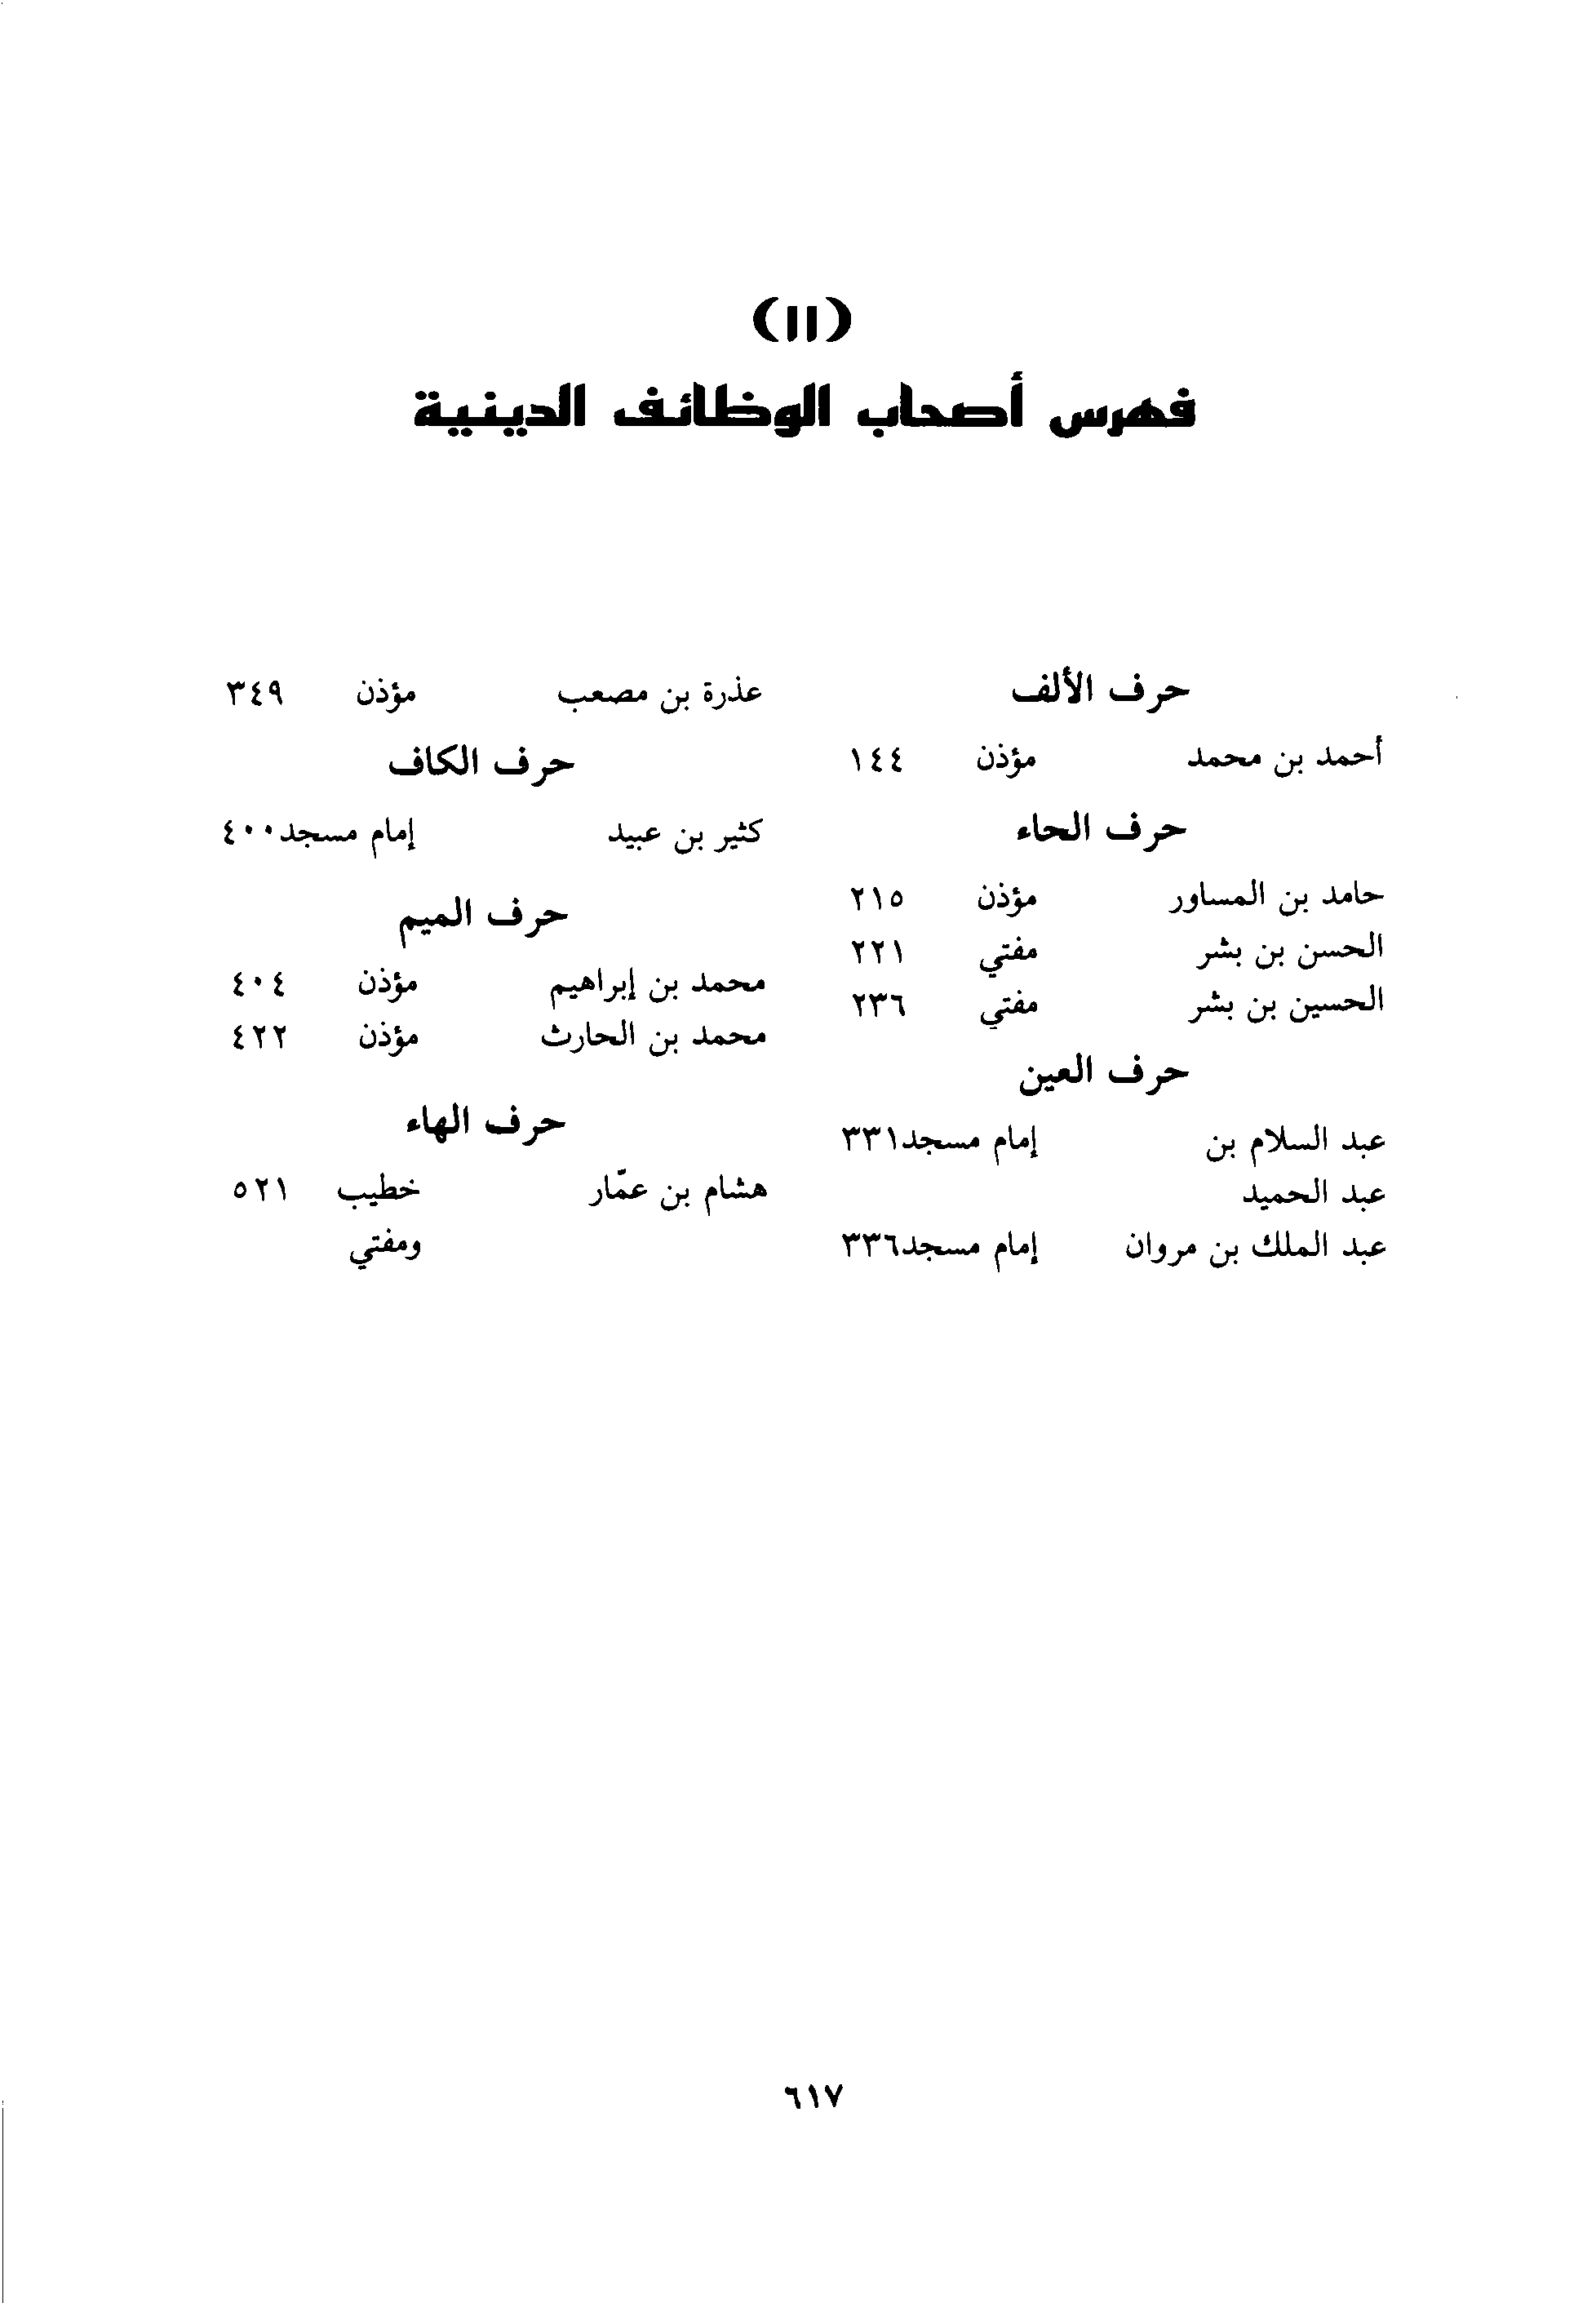 (١١)
فهرس أصحاب الوظائف الدينية
حرف الألف
أحمد بن محمد مؤذن ١٤٤
حرف الحاء
حامد بن المساور مؤذن ٢١٥
الحسن بن بشر مفتي ٢٢١
الحسين بن بشر مفتي ٢٣٦
حرف العين
عبد السلام بن إمام مسجد ٣٣١
عبد الحميد
عبد الملك بن مروان إمام مسجد ٣٣٦
عذرة بن مصعب مؤذن ٣٤٩
حرف الكاف
كثير بن عبيد إمام مسجد ٤٠٠
حرف الميم
محمد بن إبراهيم مؤذن ٤٠٤
محمد بن الحارث مؤذن ٤٢٢
حرف الهاء
هشام بن عمّار خطيب ٥٢١
ومفتي
٦١٧